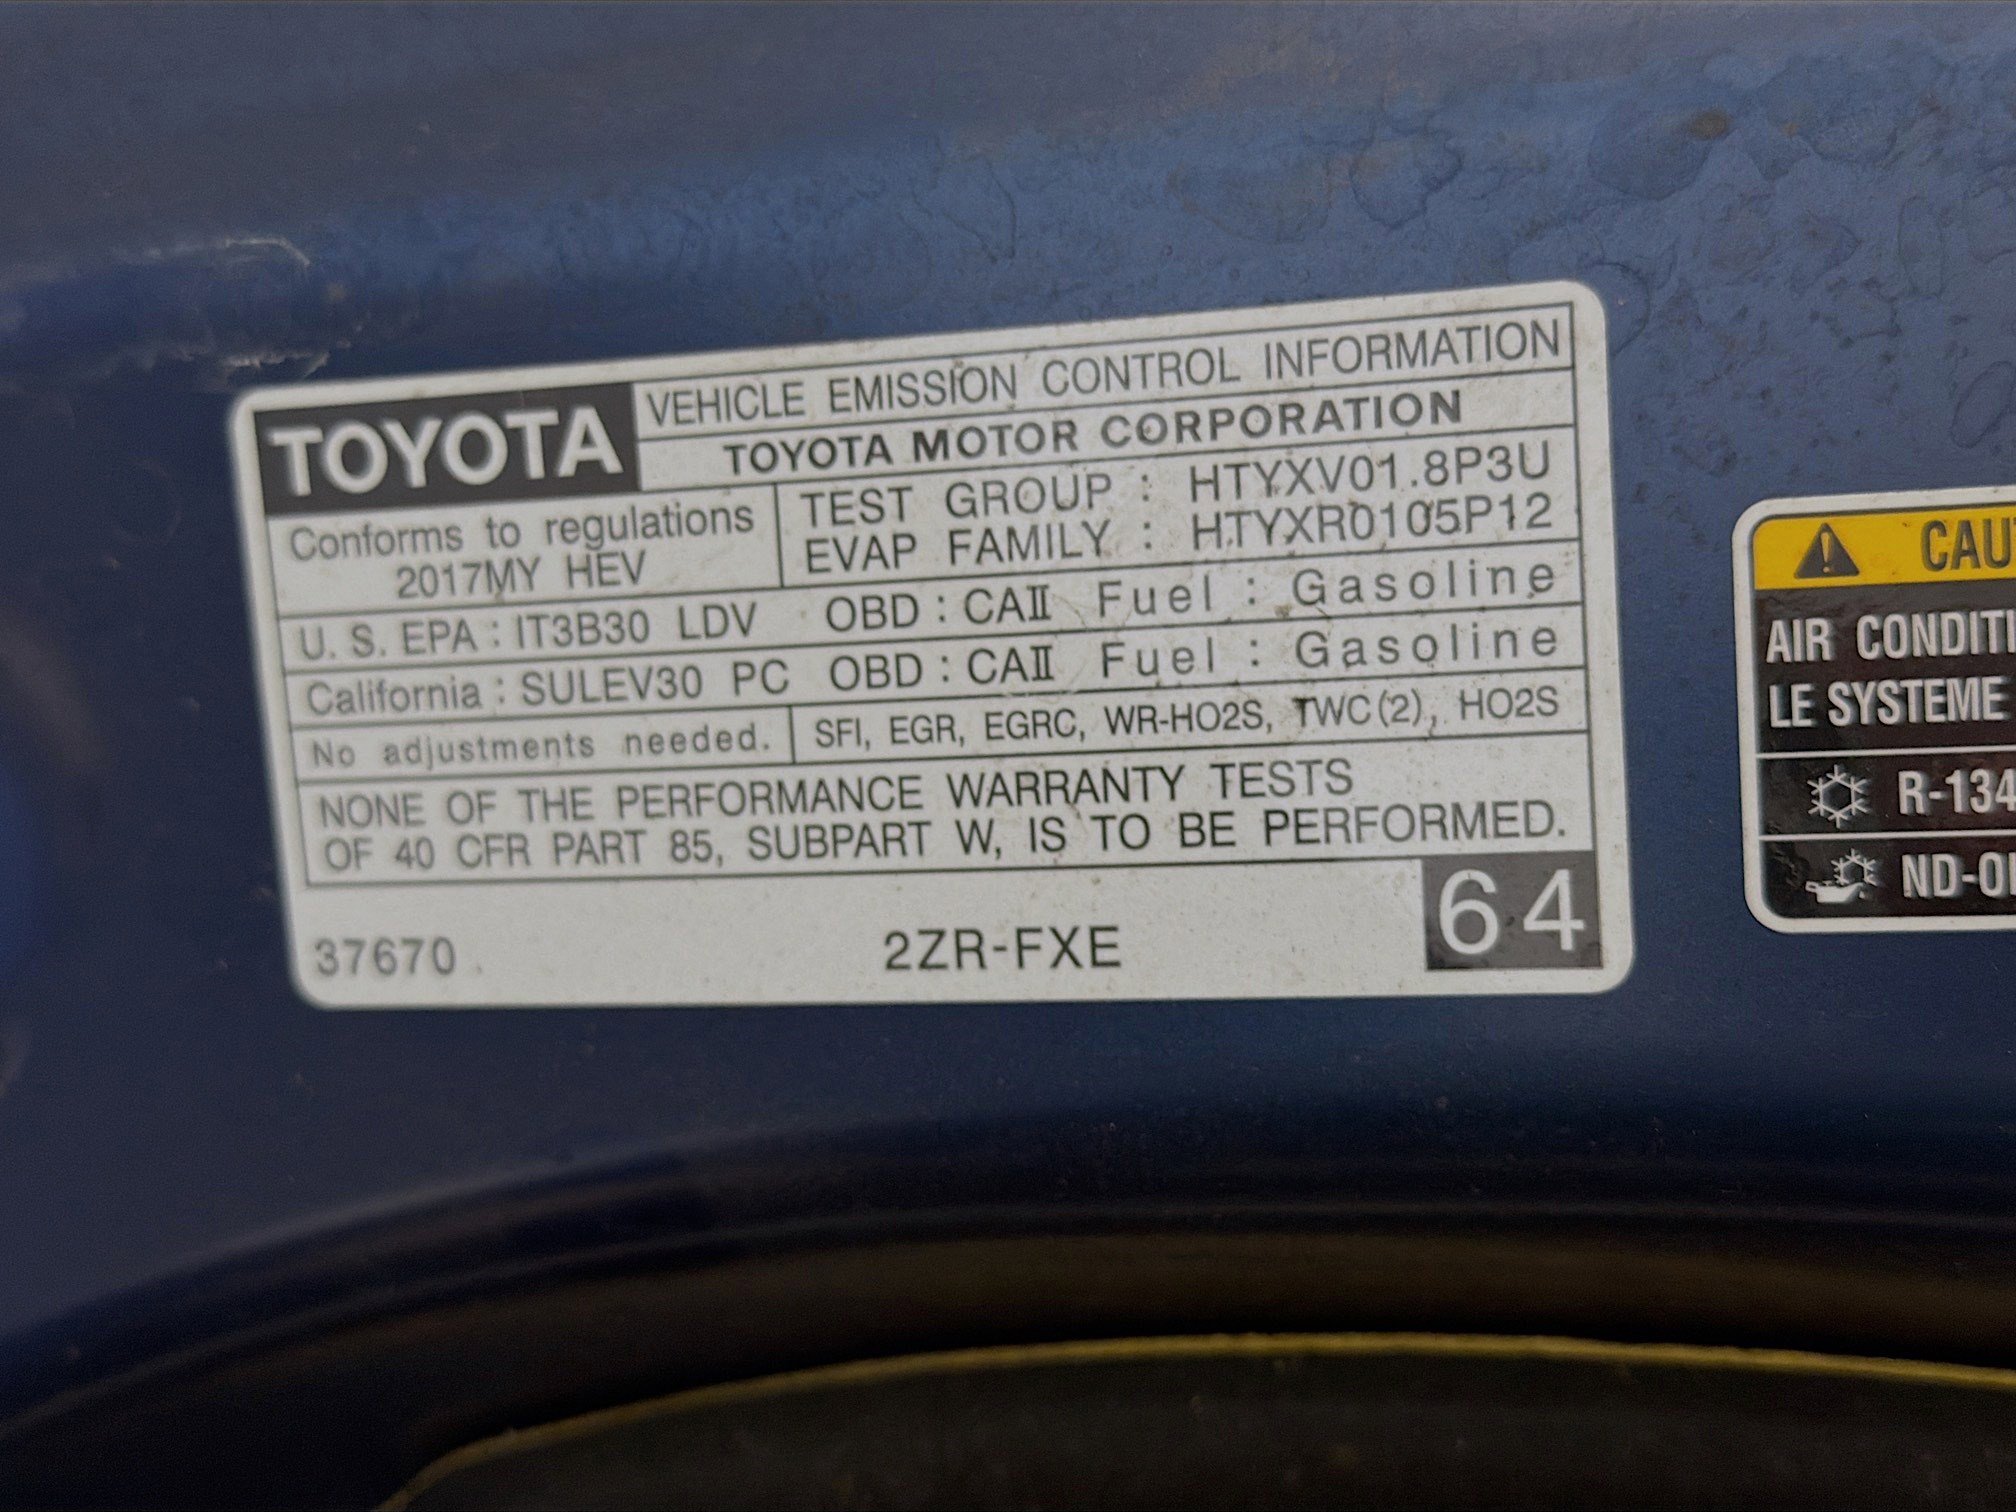 TOYOTA
VEHICLE EMISSION CONTROL INFORMATION
TOYOTA MOTOR CORPORATION
Conforms to regulations
2017MY HEV
TEST GROUP : HTYXV01.8P3U
EVAP FAMILY : HTYXR0105P12
U. S. EPA : IT3B30 LDV OBD : CAⅡ Fuel : Gasoline
California : SULEV30 PC OBD : CAⅡ Fuel : Gasoline
No adjustments needed.
SFI, EGR, EGRC, WR-HO2S, TWC(2), HO2S
NONE OF THE PERFORMANCE WARRANTY TESTS
OF 40 CFR PART 85, SUBPART W, IS TO BE PERFORMED.
37670
2ZR-FXE
64
CAU
AIR CONDITI
LE SYSTEME
R-134
ND-OI